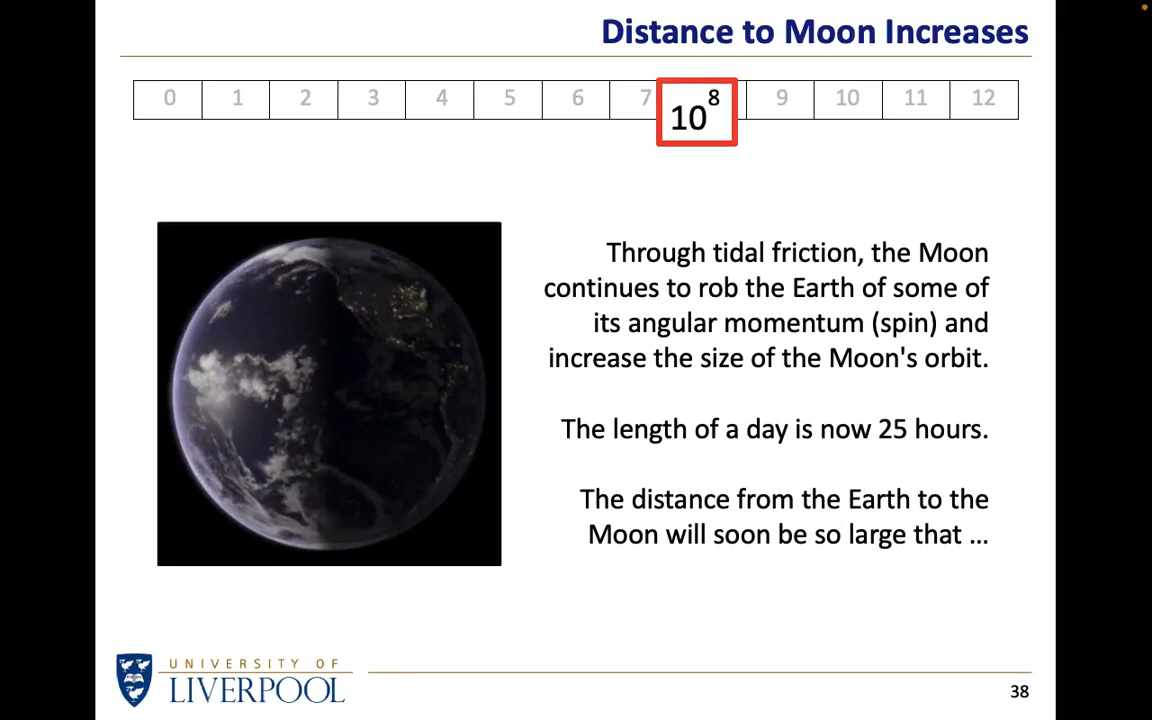 Distance to Moon Increases
0 1 2 3 4 5 6 7 10⁸ 9 10 11 12
Through tidal friction, the Moon
continues to rob the Earth of some of
its angular momentum (spin) and
increase the size of the Moon's orbit.
The length of a day is now 25 hours.
The distance from the Earth to the
Moon will soon be so large that ...
UNIVERSITY OF
LIVERPOOL
38